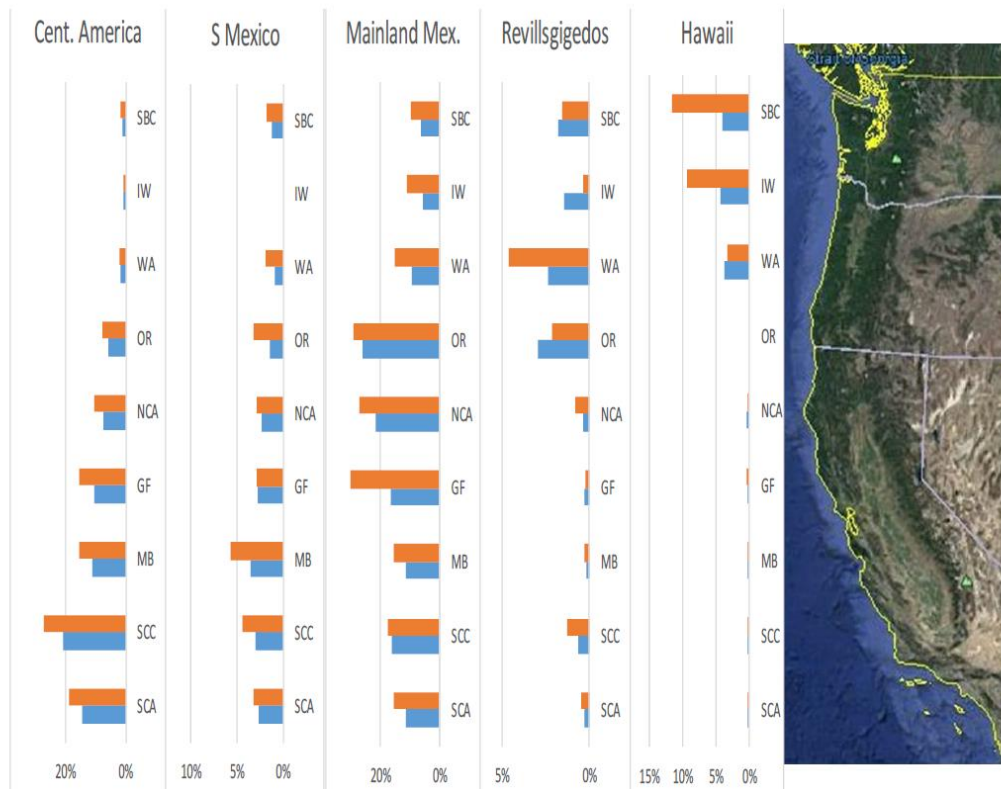 Cent. America
S Mexico
Mainland Mex.
Revillsgigedos
Hawaii
Strait of Georgia
SBC SBC SBC SBC SBC
IW IW IW IW IW
WA WA WA WA WA
OR OR OR OR OR
NCA NCA NCA NCA NCA
GF GF GF GF GF
MB MB MB MB MB
SCC SCC SCC SCC SCC
SCA SCA SCA SCA SCA
20% 0% 10% 5% 0% 20% 0% 5% 0% 15% 10% 5% 0%